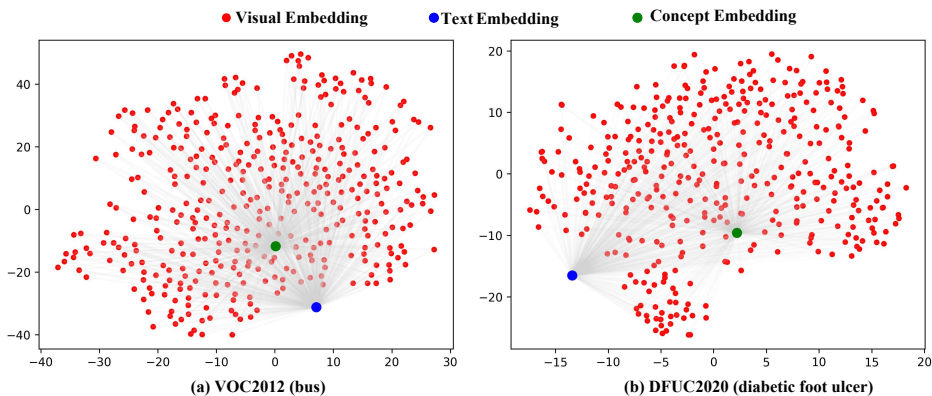 Visual Embedding Text Embedding Concept Embedding
40
20
0
−20
−40
−40 −30 −20 −10 0 10 20 30
(a) VOC2012 (bus)
20
10
0
−10
−20
−15 −10 −5 0 5 10 15 20
(b) DFUC2020 (diabetic foot ulcer)